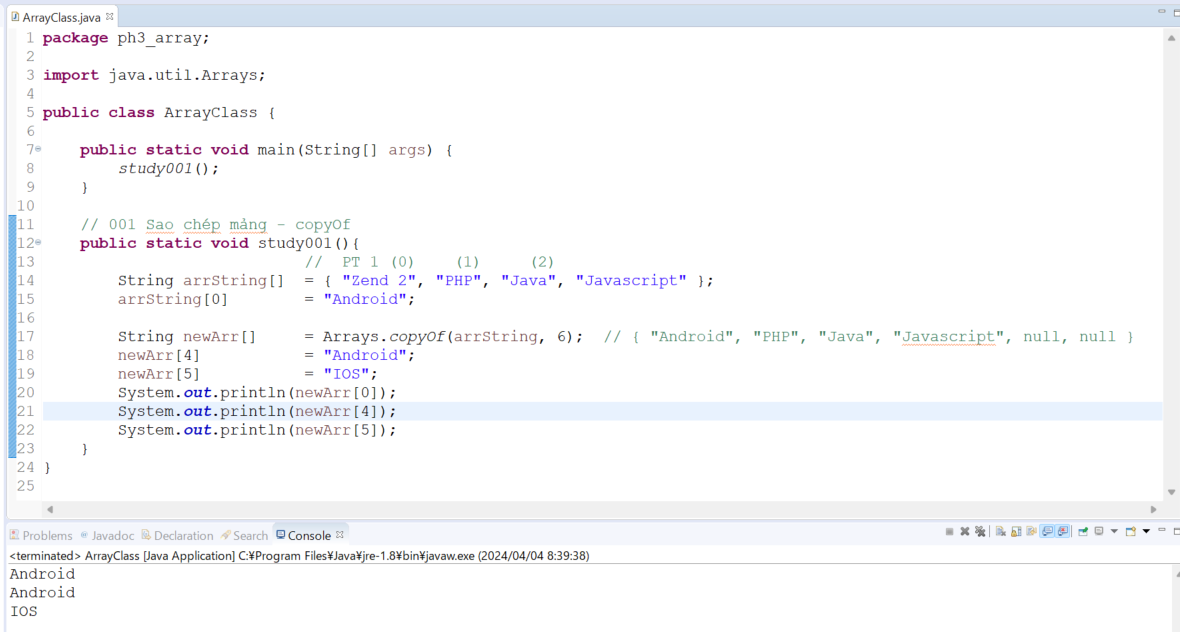 ArrayClass.java
1 package ph3_array;
2
3 import java.util.Arrays;
4
5 public class ArrayClass {
6
7     public static void main(String[] args) {
8         study001();
9     }
10
11     // 001 Sao chép mảng - copyOf
12     public static void study001(){
13                             //  PT 1 (0)    (1)     (2)
14         String arrString[]  = { "Zend 2", "PHP", "Java", "Javascript" };
15         arrString[0]        = "Android";
16
17         String newArr[]     = Arrays.copyOf(arrString, 6);  // { "Android", "PHP", "Java", "Javascript", null, null }
18         newArr[4]           = "Android";
19         newArr[5]           = "IOS";
20         System.out.println(newArr[0]);
21         System.out.println(newArr[4]);
22         System.out.println(newArr[5]);
23     }
24 }
25
Problems Javadoc Declaration Search Console
<terminated> ArrayClass [Java Application] C:¥Program Files¥Java¥jre-1.8¥bin¥javaw.exe (2024/04/04 8:39:38)
Android
Android
IOS